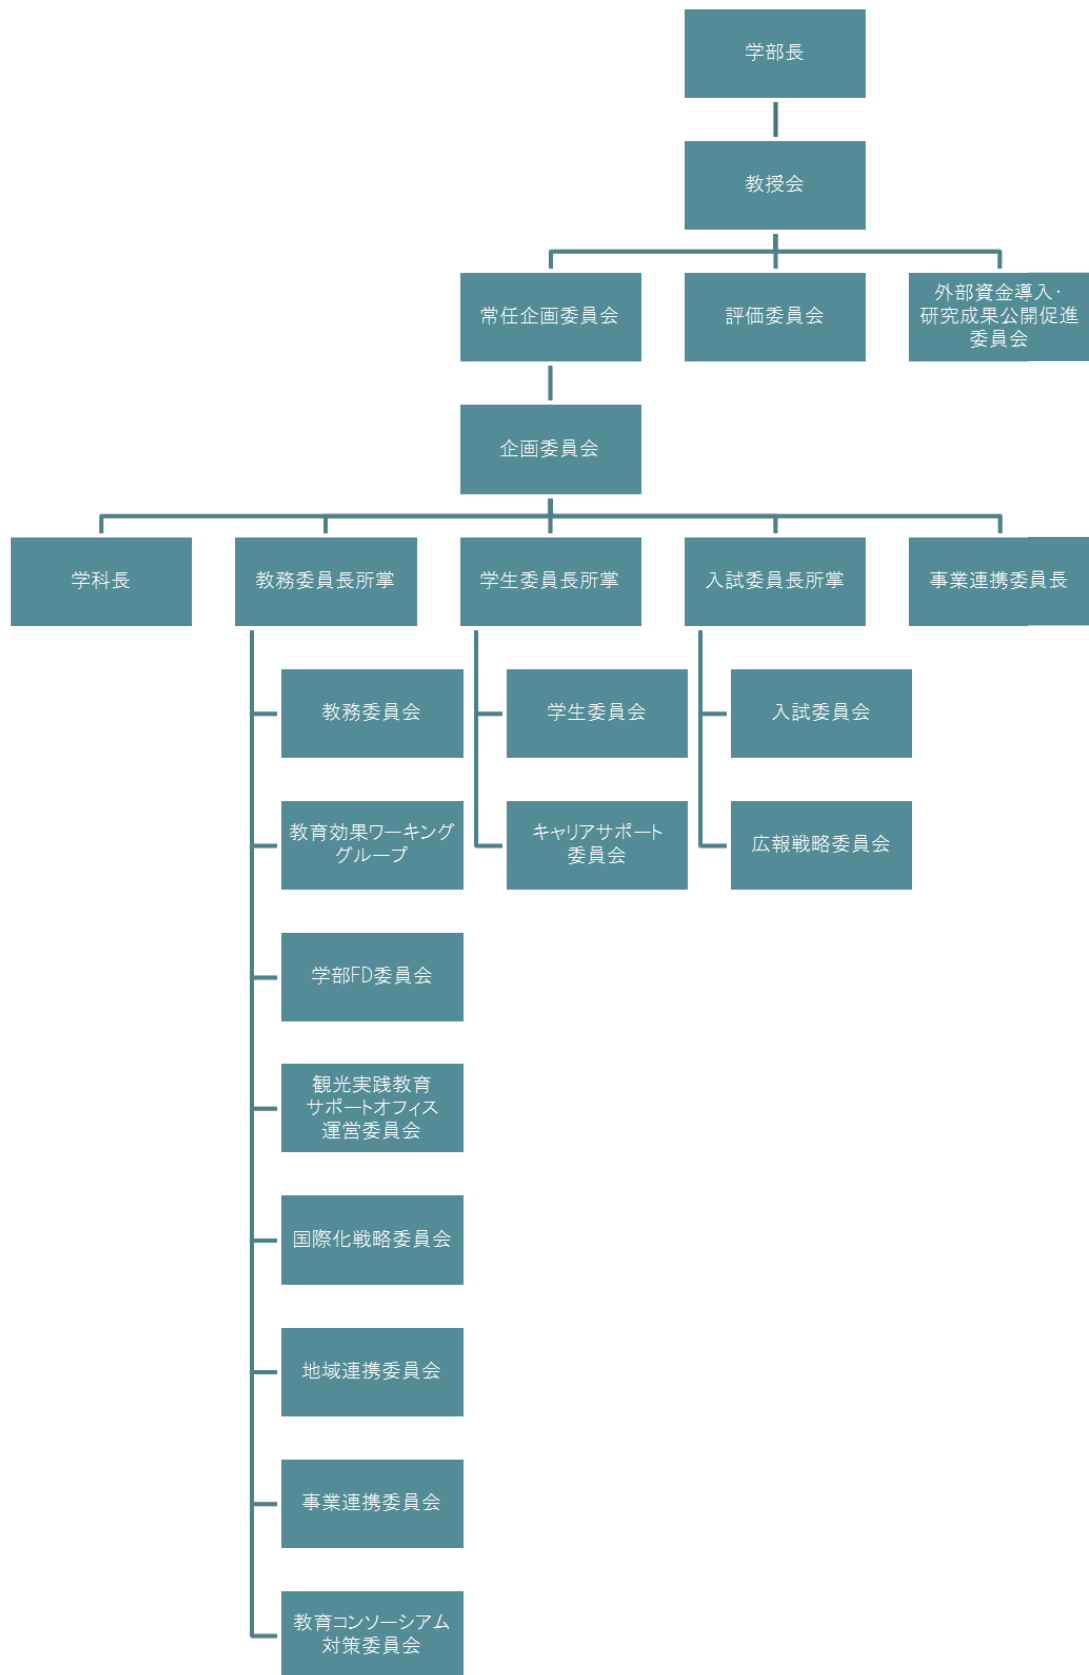 学部長
教授会
常任企画委員会
評価委員会
外部資金導入・
研究成果公開促進
委員会
企画委員会
学科長
教務委員長所掌
学生委員長所掌
入試委員長所掌
事業連携委員長
教務委員会
学生委員会
入試委員会
教育効果ワーキング
グループ
キャリアサポート
委員会
広報戦略委員会
学部FD委員会
観光実践教育
サポートオフィス
運営委員会
国際化戦略委員会
地域連携委員会
事業連携委員会
教育コンソーシアム
対策委員会